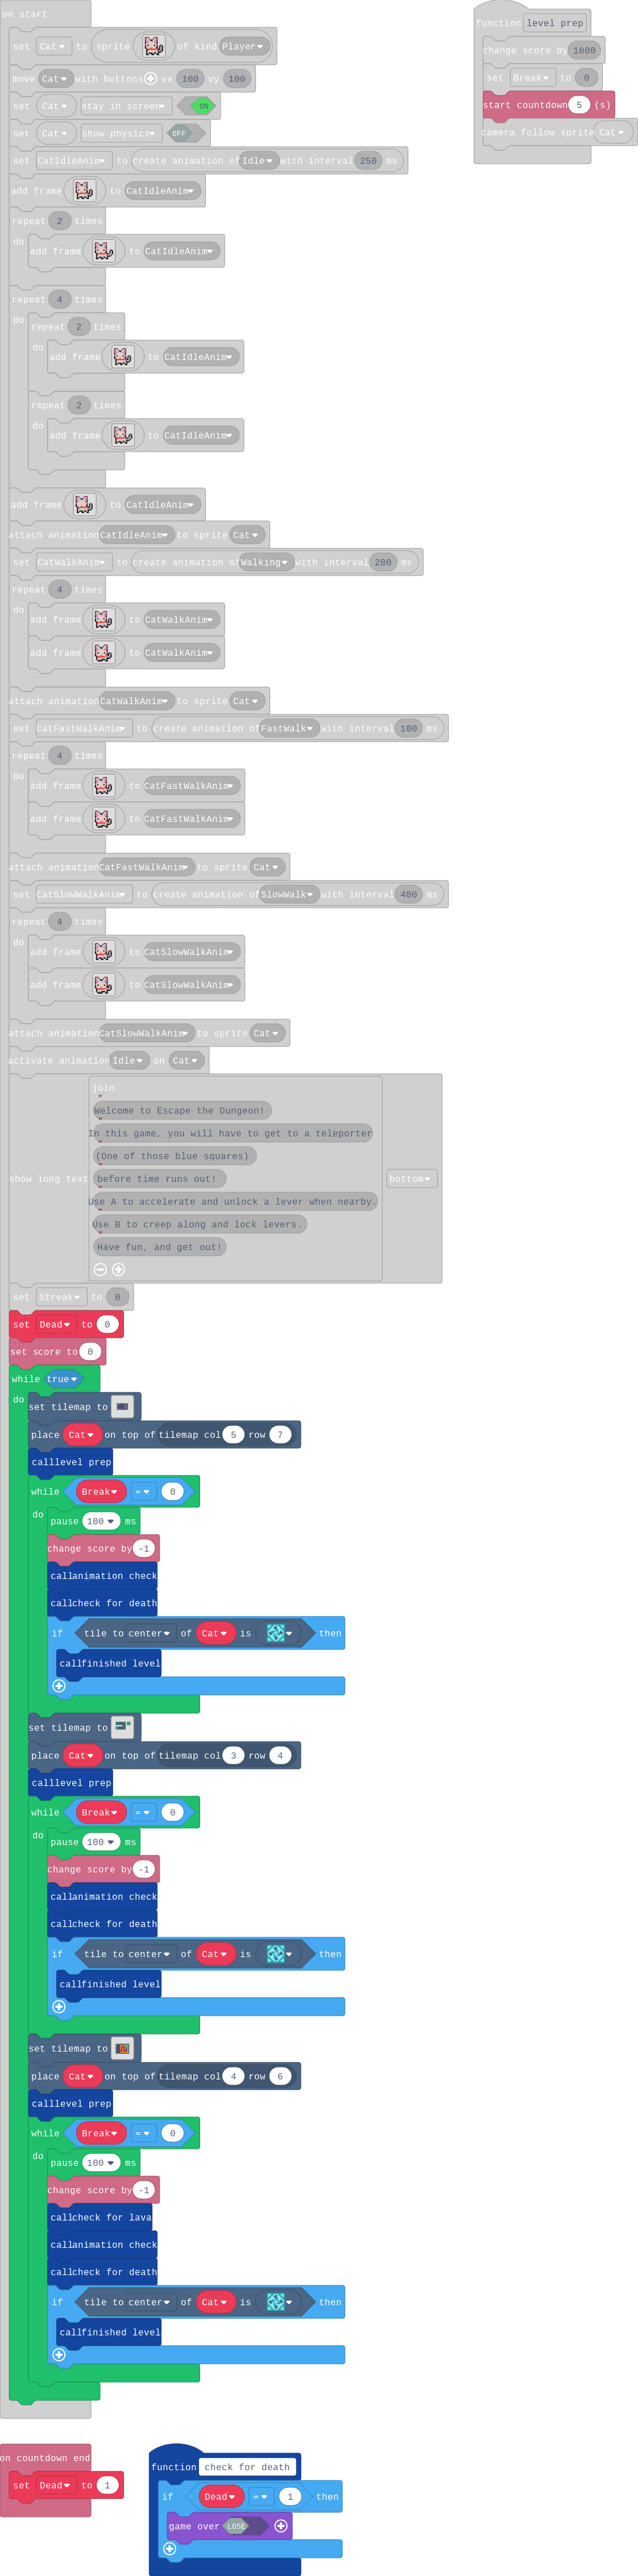 on start
set Cat to sprite of kind Player
move Cat with buttons vx 100 vy 100
set Cat stay in screen ON
set Cat show physics OFF
set CatIdleAnim to create animation of Idle with interval 250 ms
add frame to CatIdleAnim
repeat 2 times
do add frame to CatIdleAnim
repeat 4 times
do repeat 2 times
do add frame to CatIdleAnim
repeat 2 times
do add frame to CatIdleAnim
add frame to CatIdleAnim
attach animation CatIdleAnim to sprite Cat
set CatWalkAnim to create animation of Walking with interval 200 ms
repeat 4 times
do add frame to CatWalkAnim
add frame to CatWalkAnim
attach animation CatWalkAnim to sprite Cat
set CatFastWalkAnim to create animation of FastWalk with interval 100 ms
repeat 4 times
do add frame to CatFastWalkAnim
add frame to CatFastWalkAnim
attach animation CatFastWalkAnim to sprite Cat
set CatSlowWalkAnim to create animation of SlowWalk with interval 400 ms
repeat 4 times
do add frame to CatSlowWalkAnim
add frame to CatSlowWalkAnim
attach animation CatSlowWalkAnim to sprite Cat
activate animation Idle on Cat
join
"
Welcome to Escape the Dungeon!
"
In this game, you will have to get to a teleporter
"
(One of those blue squares)
"
show long text before time runs out! bottom
"
Use A to accelerate and unlock a lever when nearby.
"
Use B to creep along and lock levers.
"
Have fun, and get out!
set Streak to 0
set Dead to 0
set score to 0
while true
do set tilemap to
place Cat on top of tilemap col 5 row 7
call level prep
while Break = 0
do pause 100 ms
change score by -1
call animation check
call check for death
if tile to center of Cat is then
call finished level
set tilemap to
place Cat on top of tilemap col 3 row 4
call level prep
while Break = 0
do pause 100 ms
change score by -1
call animation check
call check for death
if tile to center of Cat is then
call finished level
set tilemap to
place Cat on top of tilemap col 4 row 6
call level prep
while Break = 0
do pause 100 ms
change score by -1
call check for lava
call animation check
call check for death
if tile to center of Cat is then
call finished level
function level prep
change score by 1800
set Break to 0
start countdown 5 (s)
camera follow sprite Cat
on countdown end
set Dead to 1
function check for death
if Dead = 1 then
game over LOSE